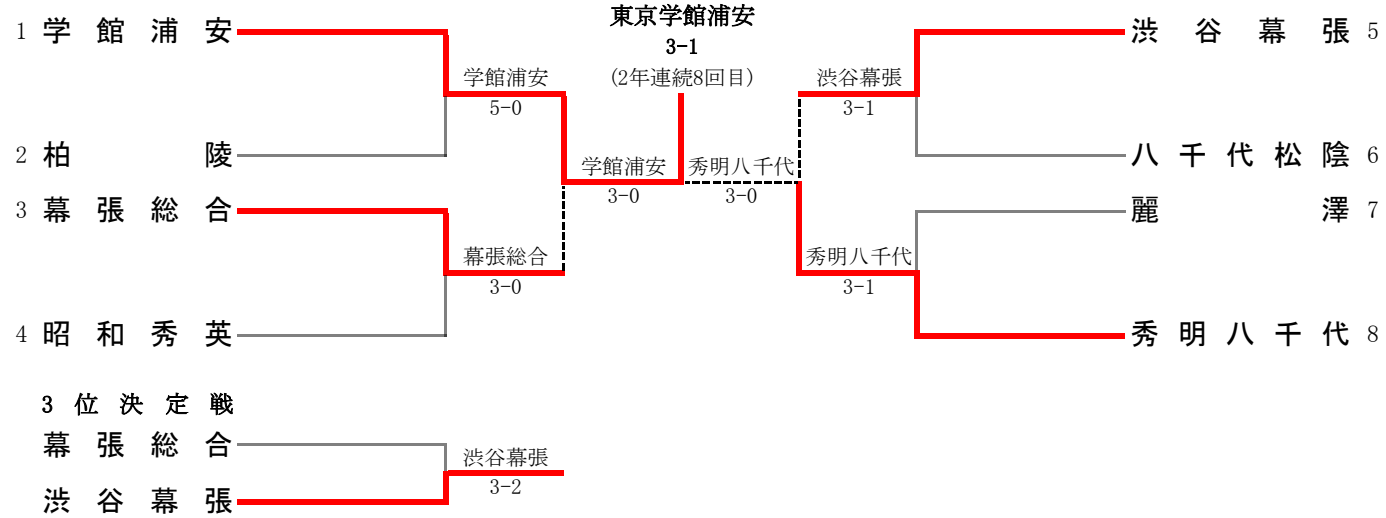 東京学館浦安
3-1
(2年連続8回目)
1 学館浦安
渋谷幕張 5
学館浦安
5-0
渋谷幕張
3-1
2 柏陵
八千代松陰 6
学館浦安
3-0
秀明八千代
3-0
3 幕張総合
麗澤 7
幕張総合
3-0
秀明八千代
3-1
4 昭和秀英
秀明八千代 8
3位決定戦
幕張総合
渋谷幕張
3-2
渋谷幕張